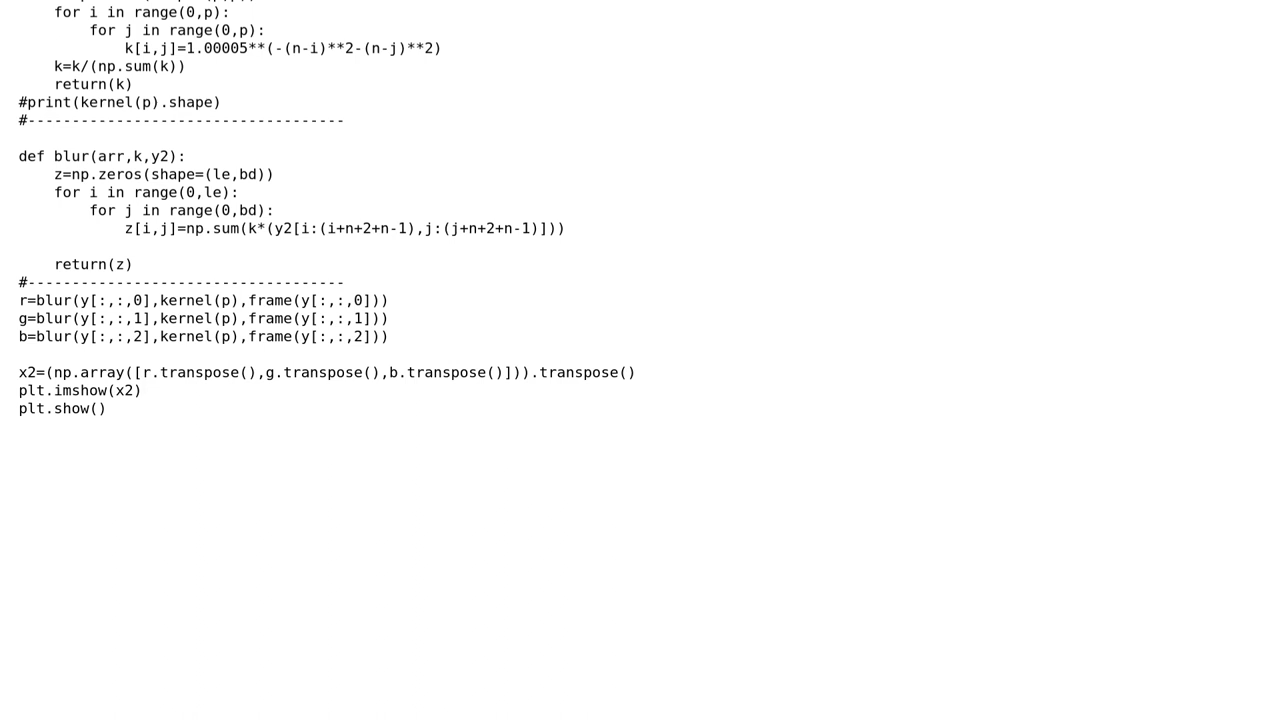 for i in range(0,p):
for j in range(0,p):
k[i,j]=1.00005**(-(n-i)**2-(n-j)**2)
k=k/(np.sum(k))
return(k)
#print(kernel(p).shape)
#------------------------------------
def blur(arr,k,y2):
z=np.zeros(shape=(le,bd))
for i in range(0,le):
for j in range(0,bd):
z[i,j]=np.sum(k*(y2[i:(i+n+2+n-1),j:(j+n+2+n-1)]))
return(z)
#------------------------------------
r=blur(y[:,:,0],kernel(p),frame(y[:,:,0]))
g=blur(y[:,:,1],kernel(p),frame(y[:,:,1]))
b=blur(y[:,:,2],kernel(p),frame(y[:,:,2]))
x2=(np.array([r.transpose(),g.transpose(),b.transpose()])).transpose()
plt.imshow(x2)
plt.show()